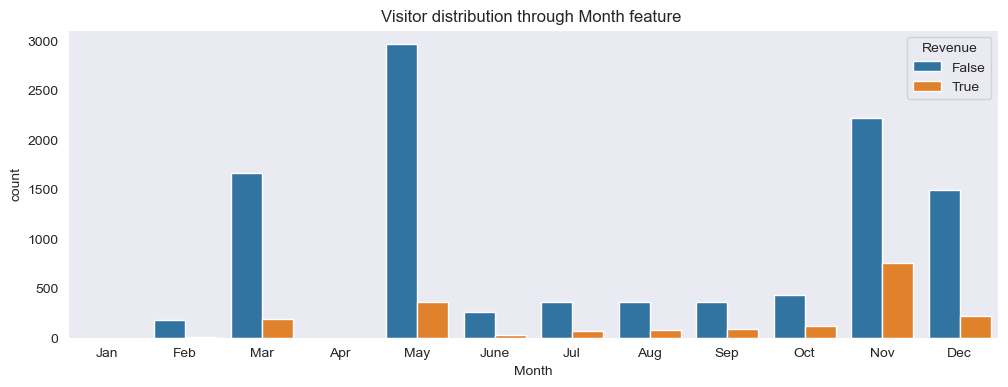 Visitor distribution through Month feature
Revenue
False
True
3000
2500
2000
1500
1000
500
0
count
Jan Feb Mar Apr May June Jul Aug Sep Oct Nov Dec
Month